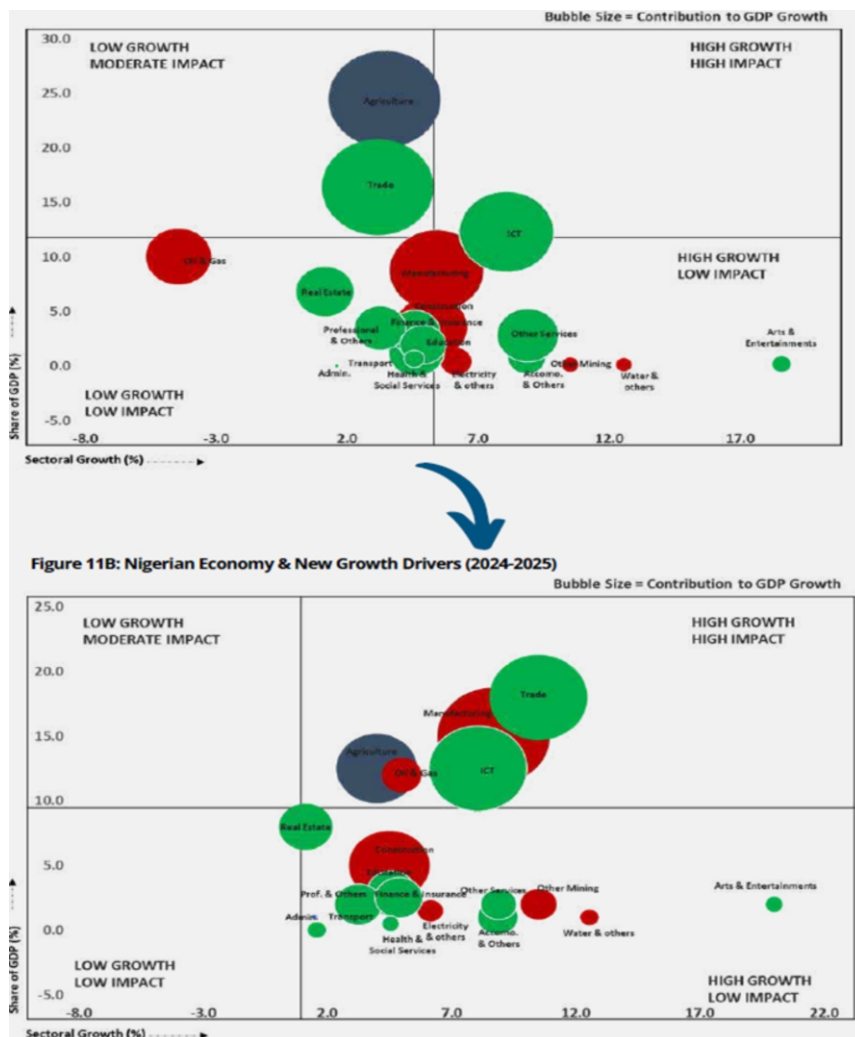 Bubble Size = Contribution to GDP Growth
30.0
LOW GROWTH
MODERATE IMPACT
HIGH GROWTH
HIGH IMPACT
25.0
Agriculture
20.0
Trade
15.0
ICT
10.0
Oil & Gas
Manufacturing
HIGH GROWTH
LOW IMPACT
Real Estate
5.0
Construction
Professional
& Others
Finance & Insurance
Other Services
Arts &
Entertainments
Education
0.0
Admin.
Transport
Health &
Social Services
Electricity
& others
Accomo.
& Others
Other Mining
Water &
others
LOW GROWTH
LOW IMPACT
-5.0
Share of GDP (%)
-8.0 -3.0 2.0 7.0 12.0 17.0
Sectoral Growth (%)
Figure 11B: Nigerian Economy & New Growth Drivers (2024-2025)
Bubble Size = Contribution to GDP Growth
25.0
LOW GROWTH
MODERATE IMPACT
HIGH GROWTH
HIGH IMPACT
20.0
Trade
Manufacturing
15.0
Agriculture
Oil & Gas
ICT
10.0
Real Estate
Construction
5.0
Education
Prof. & Others
Finance & Insurance
Other Services
Other Mining
Arts & Entertainments
Admin.
Transport
0.0
Health &
Social Services
Electricity
& others
Accomo.
& Others
Water & others
LOW GROWTH
LOW IMPACT
HIGH GROWTH
LOW IMPACT
-5.0
Share of GDP (%)
-8.0 -3.0 2.0 7.0 12.0 17.0 22.0
Sectoral Growth (%)